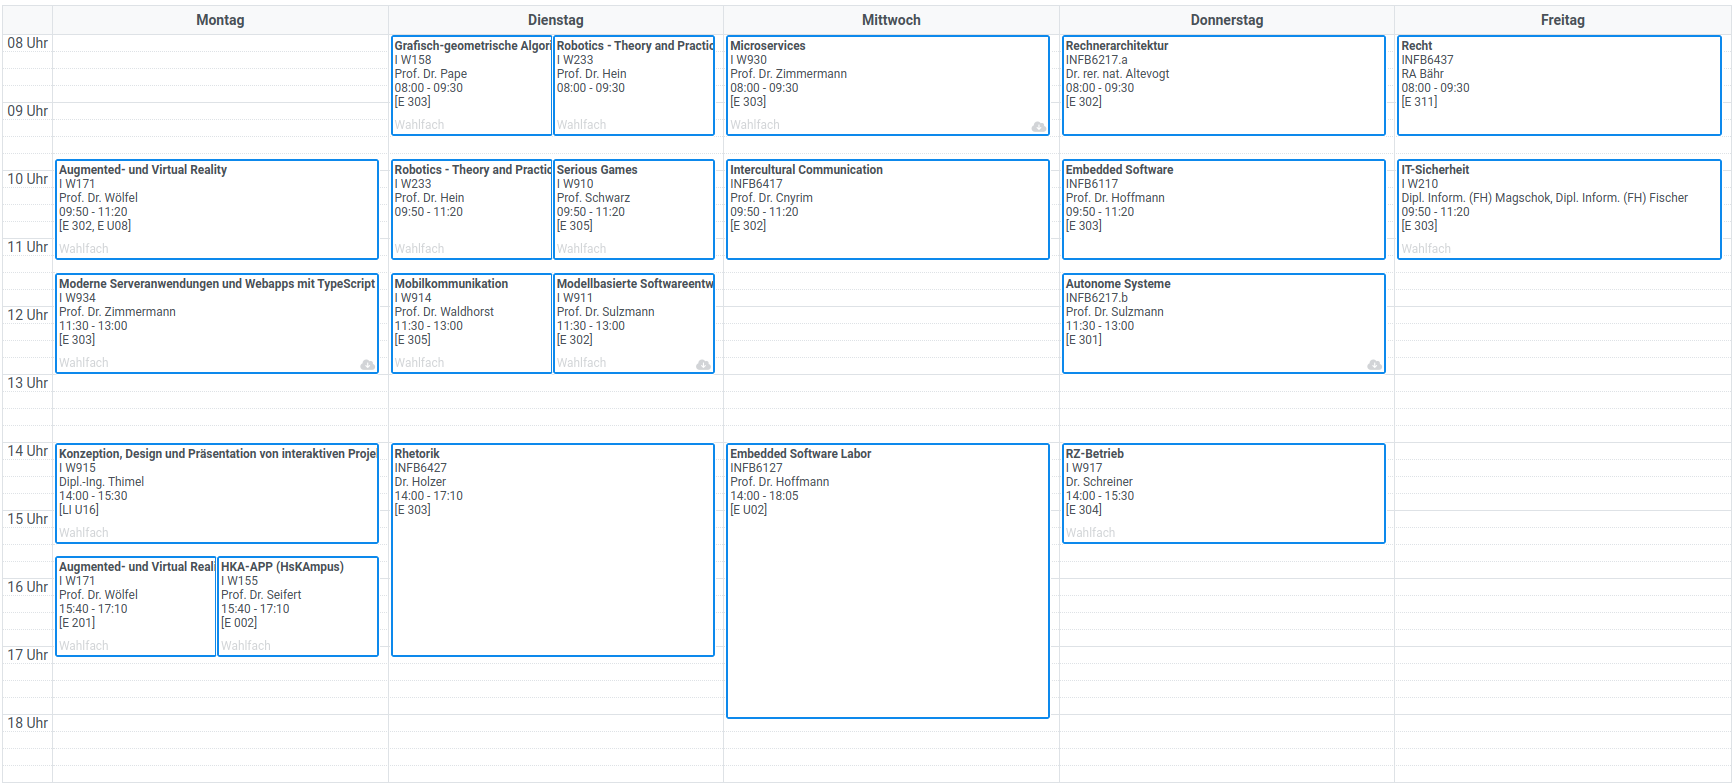 Montag
Dienstag
Mittwoch
Donnerstag
Freitag
08 Uhr
09 Uhr
10 Uhr
11 Uhr
12 Uhr
13 Uhr
14 Uhr
15 Uhr
16 Uhr
17 Uhr
18 Uhr
Augmented- und Virtual Reality
I W171
Prof. Dr. Wölfel
09:50 - 11:20
[E 302, E U08]
Wahlfach
Moderne Serveranwendungen und Webapps mit TypeScript
I W934
Prof. Dr. Zimmermann
11:30 - 13:00
[E 303]
Wahlfach
Konzeption, Design und Präsentation von interaktiven Proje
I W915
Dipl.-Ing. Thimel
14:00 - 15:30
[LI U16]
Wahlfach
Augmented- und Virtual Reali
I W171
Prof. Dr. Wölfel
15:40 - 17:10
[E 201]
Wahlfach
HKA-APP (HsKAmpus)
I W155
Prof. Dr. Seifert
15:40 - 17:10
[E 002]
Wahlfach
Grafisch-geometrische Algori
I W158
Prof. Dr. Pape
08:00 - 09:30
[E 303]
Wahlfach
Robotics - Theory and Practic
I W233
Prof. Dr. Hein
08:00 - 09:30
Wahlfach
Robotics - Theory and Practic
I W233
Prof. Dr. Hein
09:50 - 11:20
Wahlfach
Serious Games
I W910
Prof. Schwarz
09:50 - 11:20
[E 305]
Wahlfach
Mobilkommunikation
I W914
Prof. Dr. Waldhorst
11:30 - 13:00
[E 305]
Wahlfach
Modellbasierte Softwareentw
I W911
Prof. Dr. Sulzmann
11:30 - 13:00
[E 302]
Wahlfach
Rhetorik
INFB6427
Dr. Holzer
14:00 - 17:10
[E 303]
Microservices
I W930
Prof. Dr. Zimmermann
08:00 - 09:30
[E 303]
Wahlfach
Intercultural Communication
INFB6417
Prof. Dr. Cnyrim
09:50 - 11:20
[E 302]
Embedded Software Labor
INFB6127
Prof. Dr. Hoffmann
14:00 - 18:05
[E U02]
Rechnerarchitektur
INFB6217.a
Dr. rer. nat. Altevogt
08:00 - 09:30
[E 302]
Embedded Software
INFB6117
Prof. Dr. Hoffmann
09:50 - 11:20
[E 303]
Autonome Systeme
INFB6217.b
Prof. Dr. Sulzmann
11:30 - 13:00
[E 301]
RZ-Betrieb
I W917
Dr. Schreiner
14:00 - 15:30
[E 304]
Wahlfach
Recht
INFB6437
RA Bähr
08:00 - 09:30
[E 311]
IT-Sicherheit
I W210
Dipl. Inform. (FH) Magschok, Dipl. Inform. (FH) Fischer
09:50 - 11:20
[E 303]
Wahlfach